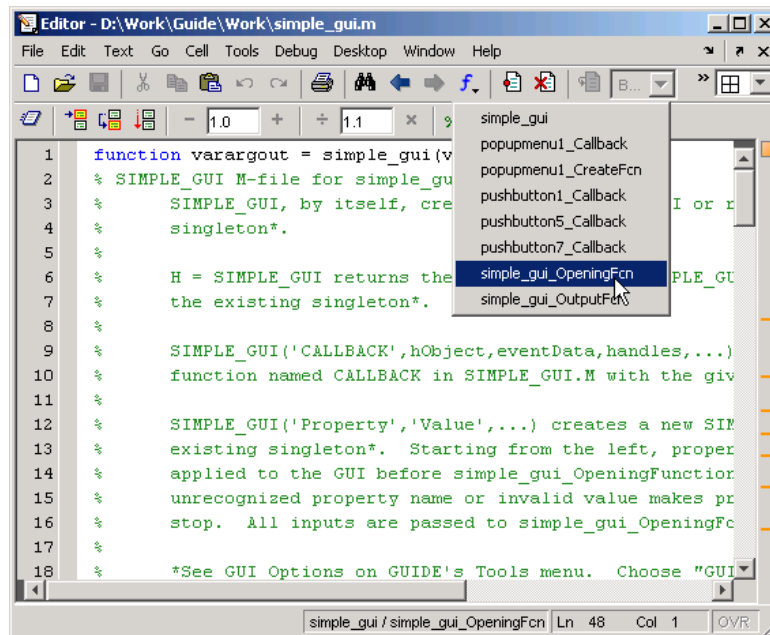 Editor - D:\Work\Guide\Work\simple_gui.m
File Edit Text Go Cell Tools Debug Desktop Window Help
B...
»
1.0
1.1
simple_gui
popupmenu1_Callback
popupmenu1_CreateFcn
pushbutton1_Callback
pushbutton5_Callback
pushbutton7_Callback
simple_gui_OpeningFcn
simple_gui_OutputFcn
1 function varargout = simple_gui(v
2 % SIMPLE_GUI M-file for simple_gu
3 % SIMPLE_GUI, by itself, cre I or r
4 % singleton*.
5 %
6 % H = SIMPLE_GUI returns the MPLE_GU
7 % the existing singleton*.
8 %
9 % SIMPLE_GUI('CALLBACK',hObject,eventData,handles,...)
10 % function named CALLBACK in SIMPLE_GUI.M with the giv
11 %
12 % SIMPLE_GUI('Property','Value',...) creates a new SIM
13 % existing singleton*. Starting from the left, proper
14 % applied to the GUI before simple_gui_OpeningFunction
15 % unrecognized property name or invalid value makes pr
16 % stop. All inputs are passed to simple_gui_OpeningFc
17 %
18 % *See GUI Options on GUIDE's Tools menu. Choose "GUI
simple_gui / simple_gui_OpeningFcn Ln 48 Col 1 OVR